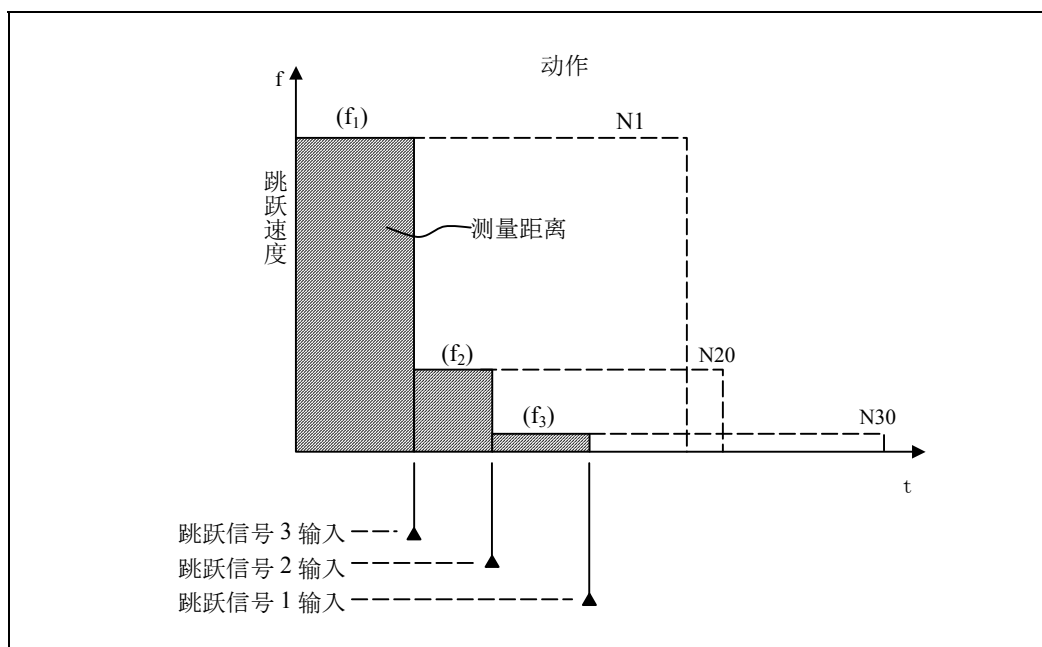 动作
f
(f₁)
N1
跳跃速度
测量距离
(f₂)
N20
(f₃)
N30
t
跳跃信号 3 输入
跳跃信号 2 输入
跳跃信号 1 输入